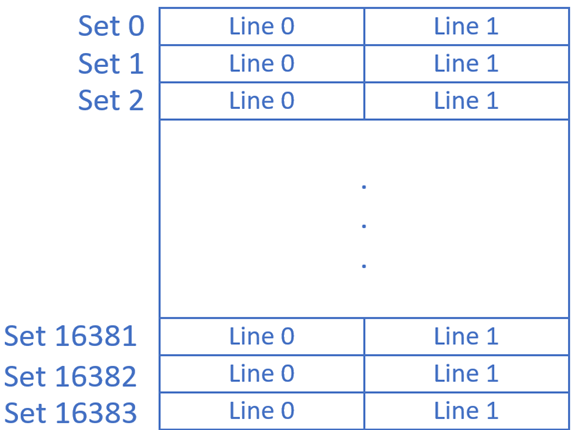 Set 0 Line 0 Line 1
Set 1 Line 0 Line 1
Set 2 Line 0 Line 1
.
.
.
Set 16381 Line 0 Line 1
Set 16382 Line 0 Line 1
Set 16383 Line 0 Line 1